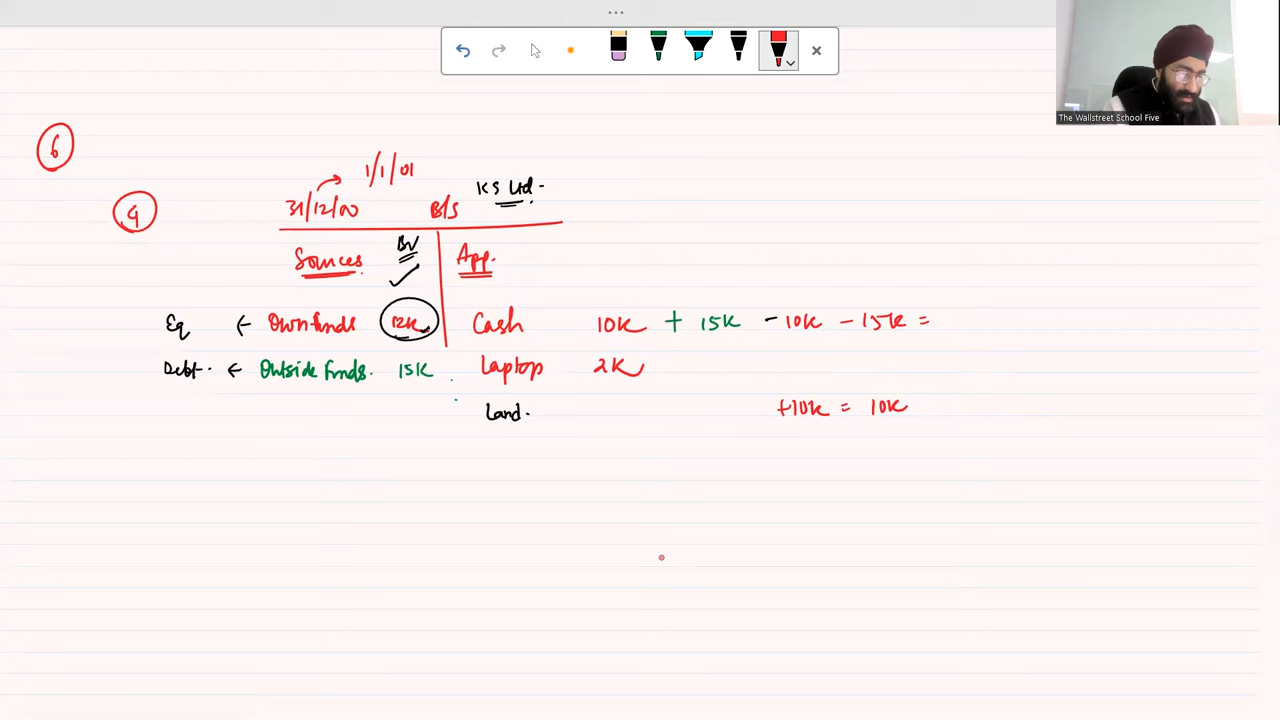 The Wallstreet School Five
6
1/1/01
9
31/12/00 B/S KS Ltd.
BV
Sources App.
Eq ← Own funds 12K Cash 10K + 15K - 10K - 15K =
Debt. ← Outside funds. 15K Laptop 2K
Land. +10K = 10K